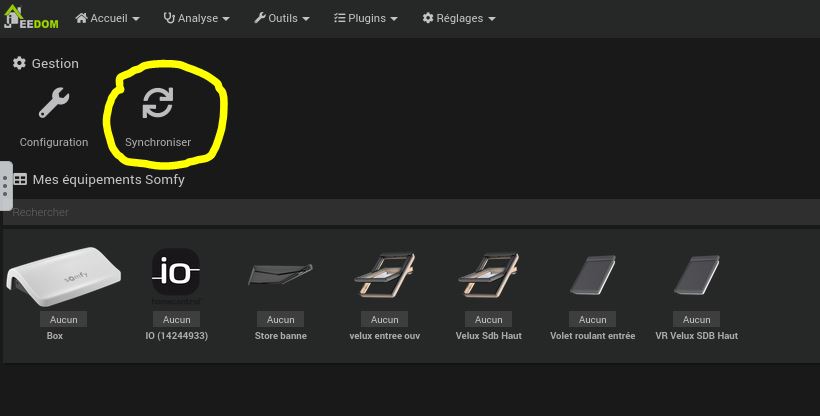 JEEDOM Accueil Analyse Outils Plugins Réglages
Gestion
Configuration Synchroniser
Mes équipements Somfy
Rechercher
somfy io
homecontrol
Aucun Aucun Aucun Aucun Aucun Aucun Aucun
Box IO (14244933) Store banne velux entree ouv Velux Sdb Haut Volet roulant entrée VR Velux SDB Haut